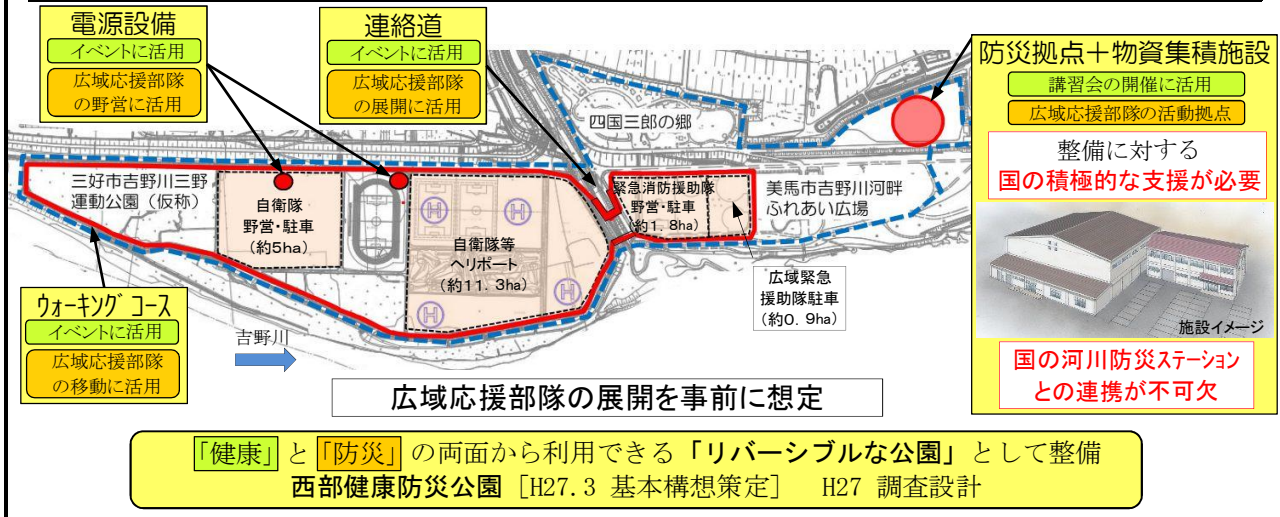 電源設備
イベントに活用
広域応援部隊
の野営に活用
連絡道
イベントに活用
広域応援部隊
の展開に活用
防災拠点＋物資集積施設
講習会の開催に活用
広域応援部隊の活動拠点
整備に対する
国の積極的な支援が必要
施設イメージ
国の河川防災ステーション
との連携が不可欠
四国三郎の郷
三好市吉野川三野
運動公園（仮称）
自衛隊
野営・駐車
（約5ha）
自衛隊等
ヘリポート
（約11．3ha）
H
H
H
H
緊急消防援助隊
野営・駐車
（約1．8ha）
美馬市吉野川河畔
ふれあい広場
広域緊急
援助隊駐車
（約0．9ha）
ウォーキングコース
イベントに活用
広域応援部隊
の移動に活用
吉野川
広域応援部隊の展開を事前に想定
「健康」と「防災」の両面から利用できる「リバーシブルな公園」として整備
西部健康防災公園［H27.3 基本構想策定］　H27 調査設計